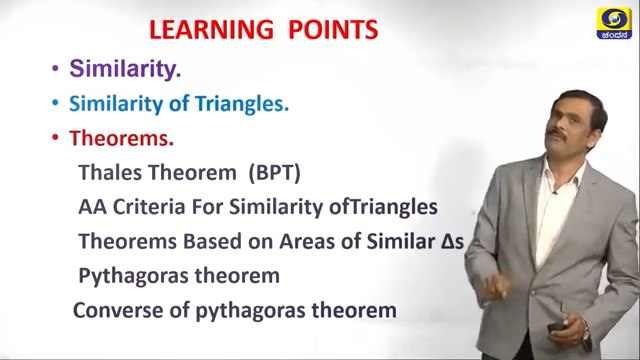 LEARNING POINTS
ಚಂದನ
• Similarity.
• Similarity of Triangles.
• Theorems.
Thales Theorem (BPT)
AA Criteria For Similarity ofTriangles
Theorems Based on Areas of Similar Δs
Pythagoras theorem
Converse of pythagoras theorem